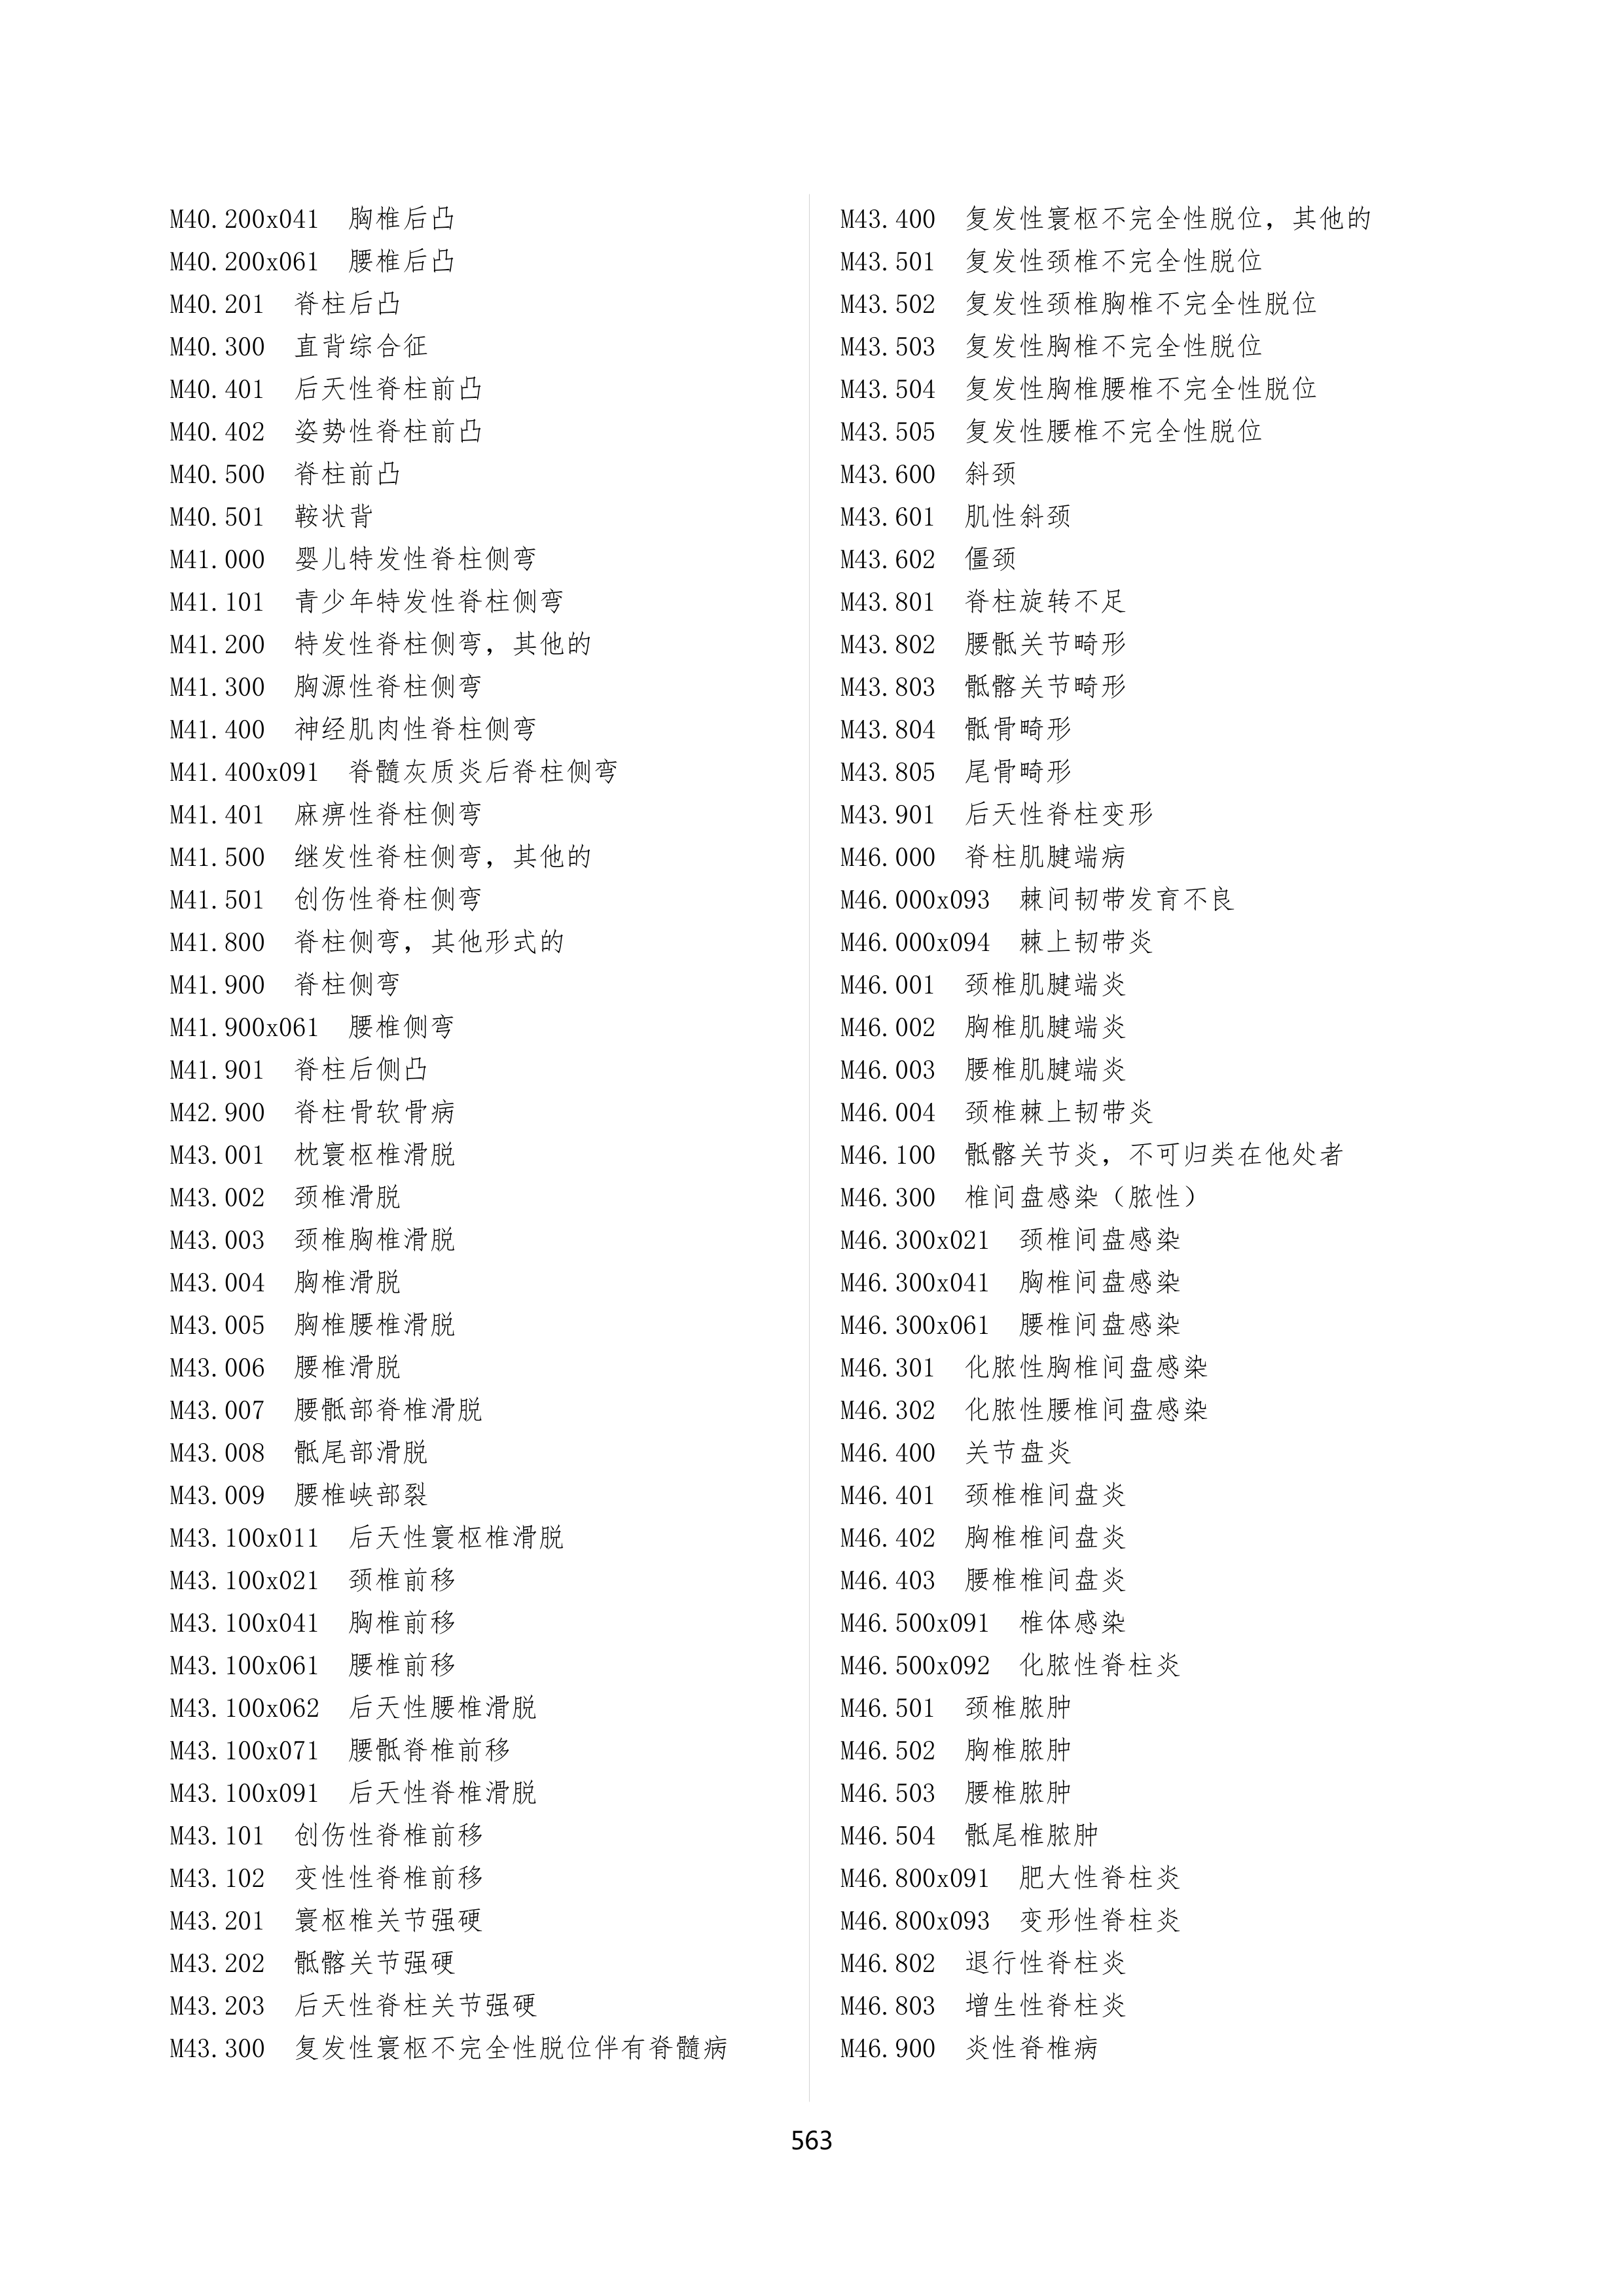 M40.200x041 胸椎后凸
M40.200x061 腰椎后凸
M40.201 脊柱后凸
M40.300 直背综合征
M40.401 后天性脊柱前凸
M40.402 姿势性脊柱前凸
M40.500 脊柱前凸
M40.501 鞍状背
M41.000 婴儿特发性脊柱侧弯
M41.101 青少年特发性脊柱侧弯
M41.200 特发性脊柱侧弯，其他的
M41.300 胸源性脊柱侧弯
M41.400 神经肌肉性脊柱侧弯
M41.400x091 脊髓灰质炎后脊柱侧弯
M41.401 麻痹性脊柱侧弯
M41.500 继发性脊柱侧弯，其他的
M41.501 创伤性脊柱侧弯
M41.800 脊柱侧弯，其他形式的
M41.900 脊柱侧弯
M41.900x061 腰椎侧弯
M41.901 脊柱后侧凸
M42.900 脊柱骨软骨病
M43.001 枕寰枢椎滑脱
M43.002 颈椎滑脱
M43.003 颈椎胸椎滑脱
M43.004 胸椎滑脱
M43.005 胸椎腰椎滑脱
M43.006 腰椎滑脱
M43.007 腰骶部脊椎滑脱
M43.008 骶尾部滑脱
M43.009 腰椎峡部裂
M43.100x011 后天性寰枢椎滑脱
M43.100x021 颈椎前移
M43.100x041 胸椎前移
M43.100x061 腰椎前移
M43.100x062 后天性腰椎滑脱
M43.100x071 腰骶脊椎前移
M43.100x091 后天性脊椎滑脱
M43.101 创伤性脊椎前移
M43.102 变性性脊椎前移
M43.201 寰枢椎关节强硬
M43.202 骶髂关节强硬
M43.203 后天性脊柱关节强硬
M43.300 复发性寰枢不完全性脱位伴有脊髓病
M43.400 复发性寰枢不完全性脱位，其他的
M43.501 复发性颈椎不完全性脱位
M43.502 复发性颈椎胸椎不完全性脱位
M43.503 复发性胸椎不完全性脱位
M43.504 复发性胸椎腰椎不完全性脱位
M43.505 复发性腰椎不完全性脱位
M43.600 斜颈
M43.601 肌性斜颈
M43.602 僵颈
M43.801 脊柱旋转不足
M43.802 腰骶关节畸形
M43.803 骶髂关节畸形
M43.804 骶骨畸形
M43.805 尾骨畸形
M43.901 后天性脊柱变形
M46.000 脊柱肌腱端病
M46.000x093 棘间韧带发育不良
M46.000x094 棘上韧带炎
M46.001 颈椎肌腱端炎
M46.002 胸椎肌腱端炎
M46.003 腰椎肌腱端炎
M46.004 颈椎棘上韧带炎
M46.100 骶髂关节炎，不可归类在他处者
M46.300 椎间盘感染（脓性）
M46.300x021 颈椎间盘感染
M46.300x041 胸椎间盘感染
M46.300x061 腰椎间盘感染
M46.301 化脓性胸椎间盘感染
M46.302 化脓性腰椎间盘感染
M46.400 关节盘炎
M46.401 颈椎椎间盘炎
M46.402 胸椎椎间盘炎
M46.403 腰椎椎间盘炎
M46.500x091 椎体感染
M46.500x092 化脓性脊柱炎
M46.501 颈椎脓肿
M46.502 胸椎脓肿
M46.503 腰椎脓肿
M46.504 骶尾椎脓肿
M46.800x091 肥大性脊柱炎
M46.800x093 变形性脊柱炎
M46.802 退行性脊柱炎
M46.803 增生性脊柱炎
M46.900 炎性脊椎病
563